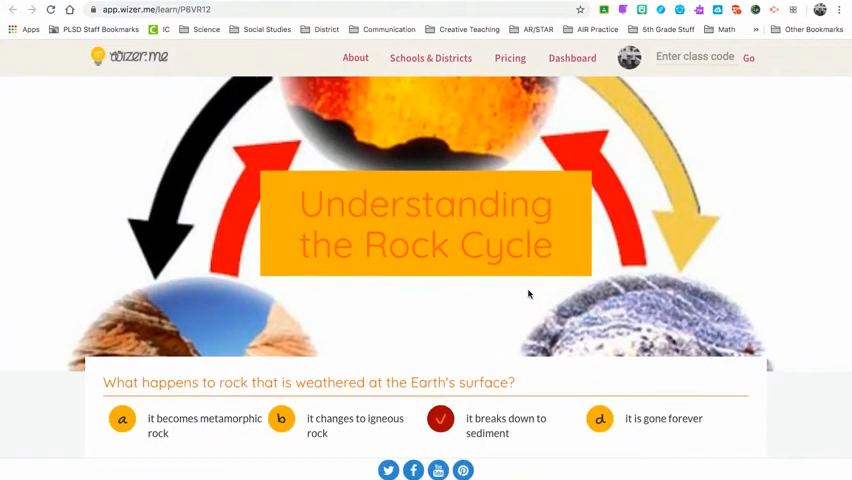 app.wizer.me/learn/P6VR12
Apps PLSD Staff Bookmarks IC Science Social Studies District Communication Creative Teaching AR/STAR AIR Practice 5th Grade Stuff Math » Other Bookmarks
wizer.me About Schools & Districts Pricing Dashboard Enter class code Go
Understanding
the Rock Cycle
What happens to rock that is weathered at the Earth's surface?
a it becomes metamorphic
rock
b it changes to igneous
rock
it breaks down to
sediment
d it is gone forever